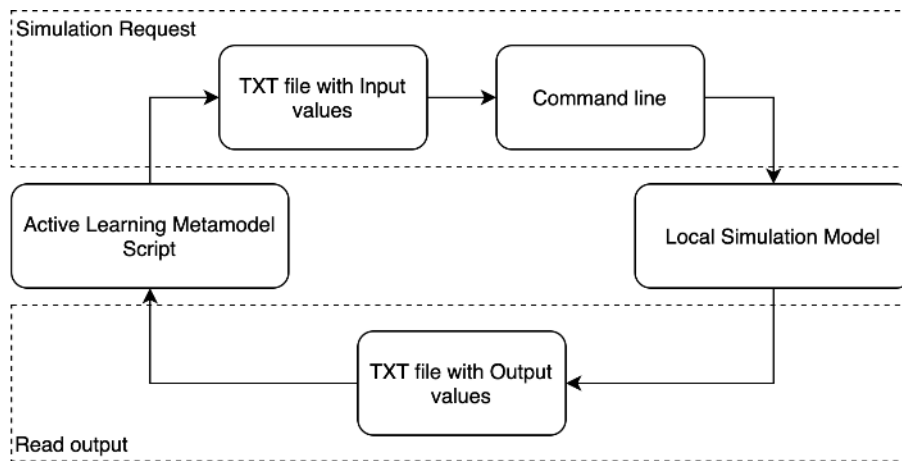 Simulation Request
TXT file with Input
values
Command line
Active Learning Metamodel
Script
Local Simulation Model
TXT file with Output
values
Read output